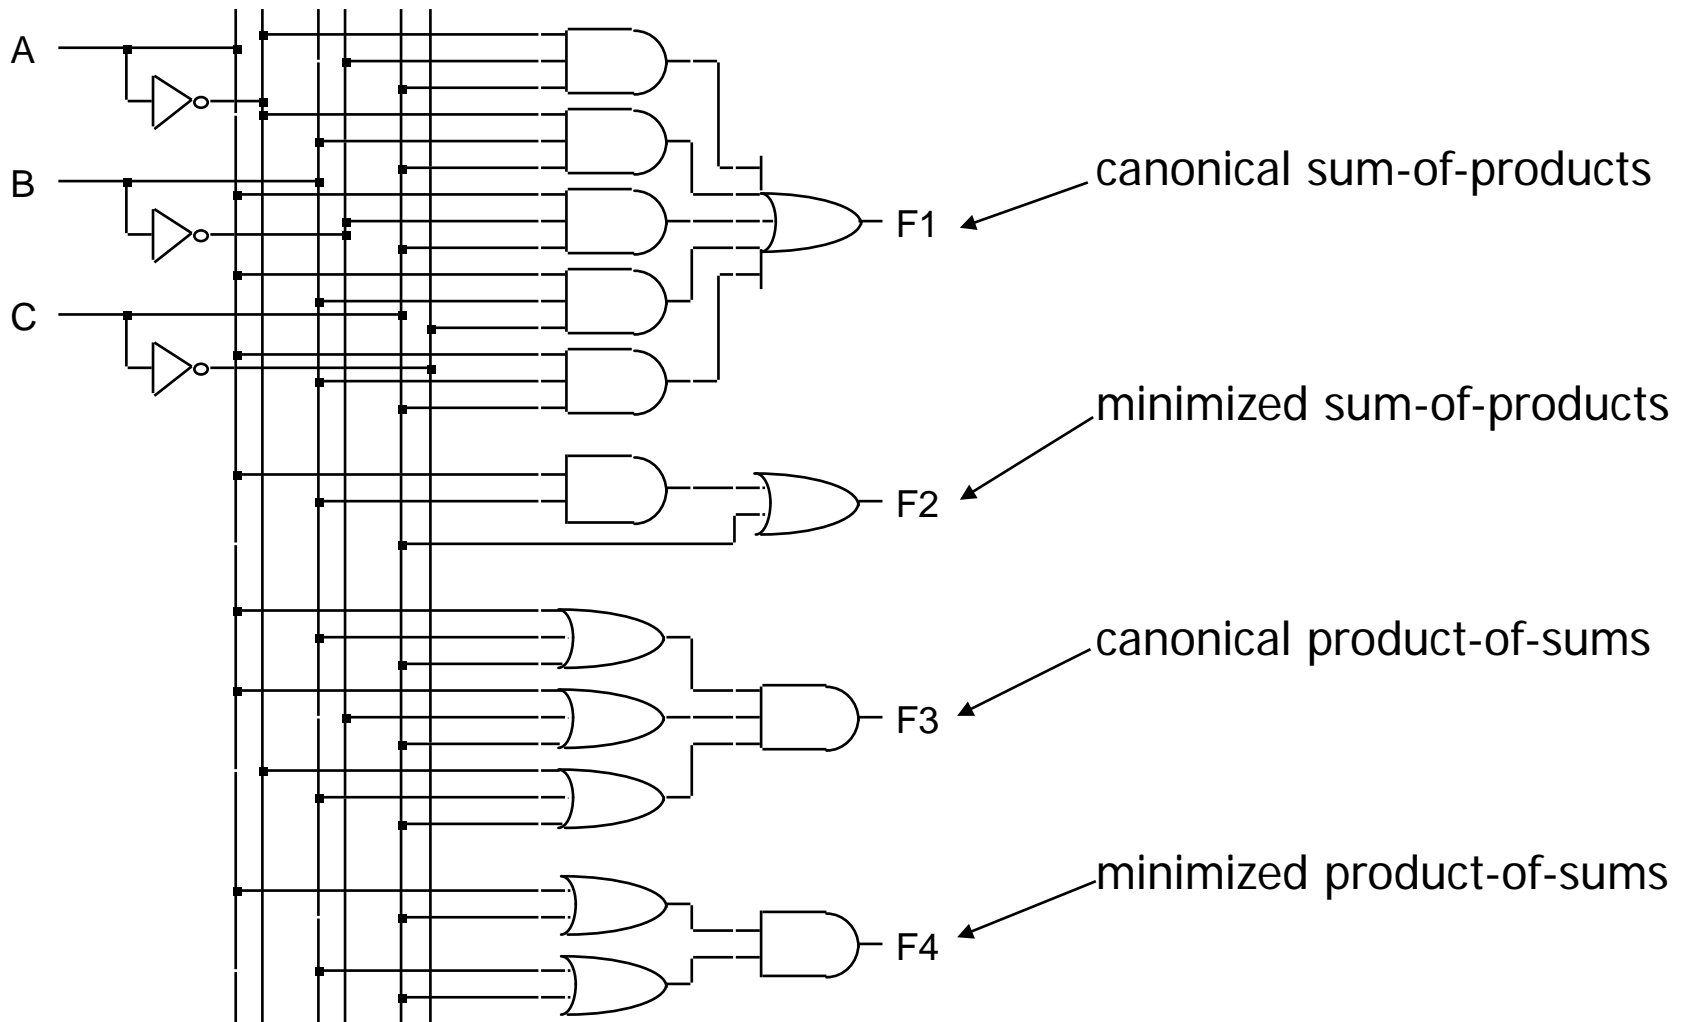 A
B
C
F1
canonical sum-of-products
F2
minimized sum-of-products
F3
canonical product-of-sums
F4
minimized product-of-sums